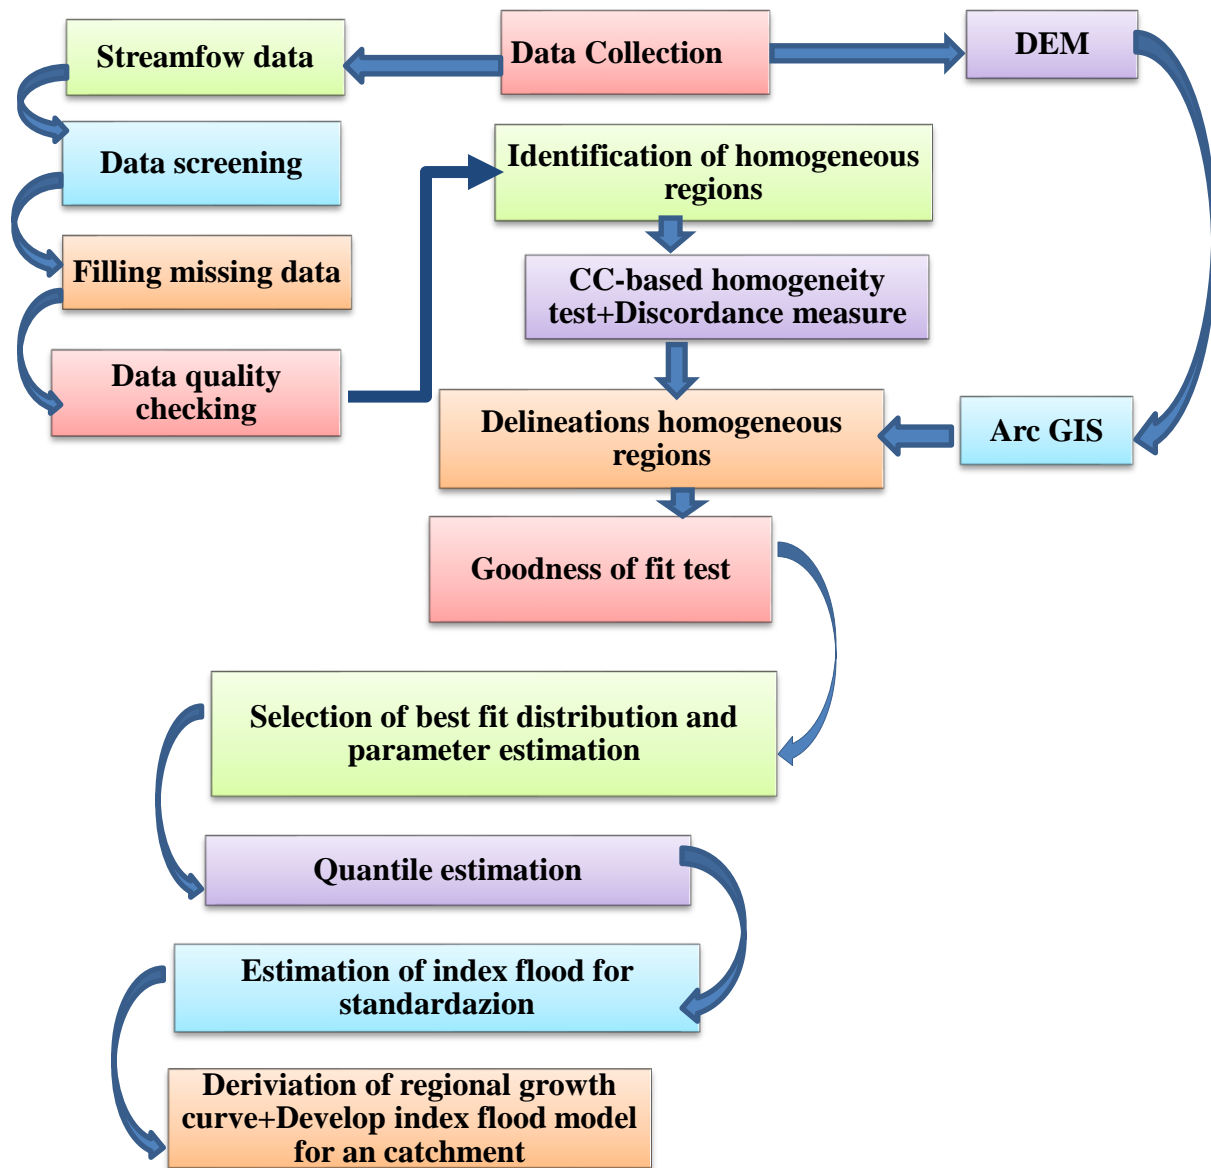 Streamfow data
Data Collection
DEM
Data screening
Identification of homogeneous
regions
Filling missing data
CC-based homogeneity
test+Discordance measure
Data quality
checking
Delineations homogeneous
regions
Arc GIS
Goodness of fit test
Selection of best fit distribution and
parameter estimation
Quantile estimation
Estimation of index flood for
standardazion
Deriviation of regional growth
curve+Develop index flood model
for an catchment